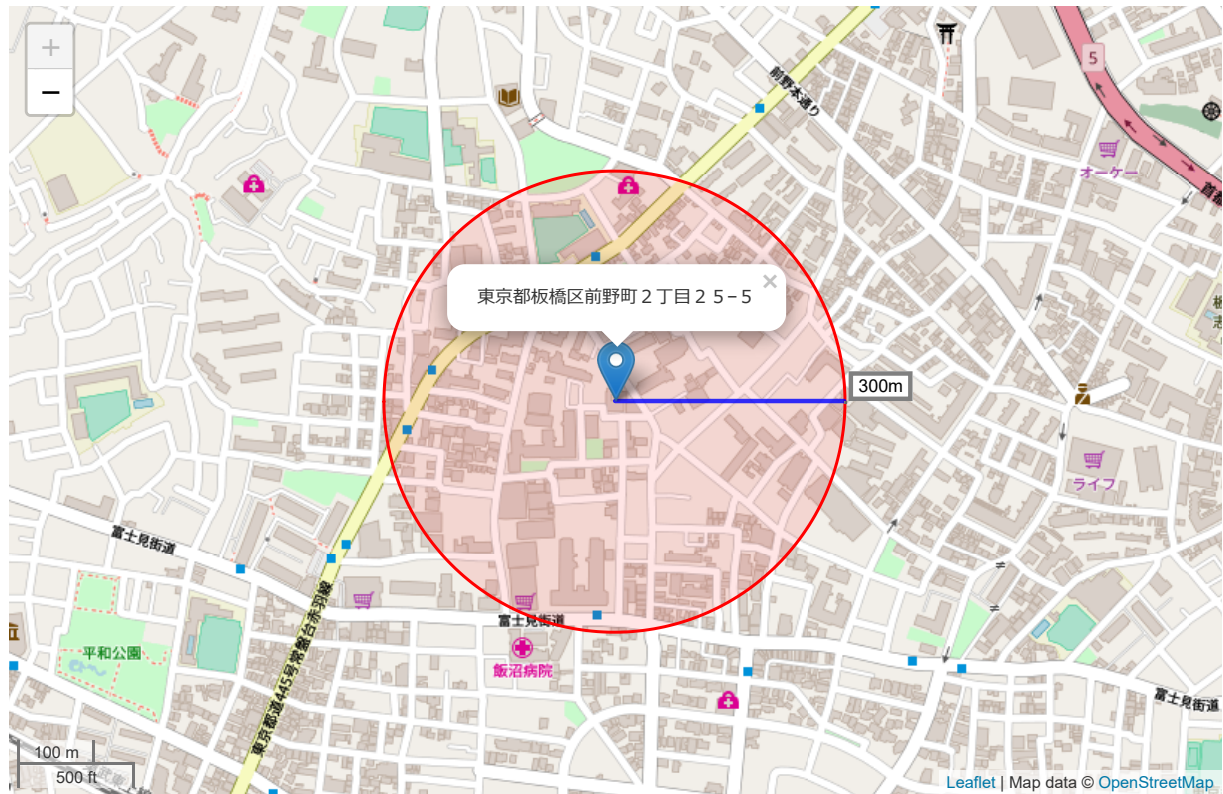 +
−
前野本通り
5
オーケー
首都
東京都板橋区前野町２丁目２５−５
×
300m
ライフ
富士見街道
富士見街道
飯沼病院
平和公園
東京都道445号常盤台赤羽線
富士見街道
100 m
500 ft
Leaflet | Map data © OpenStreetMap